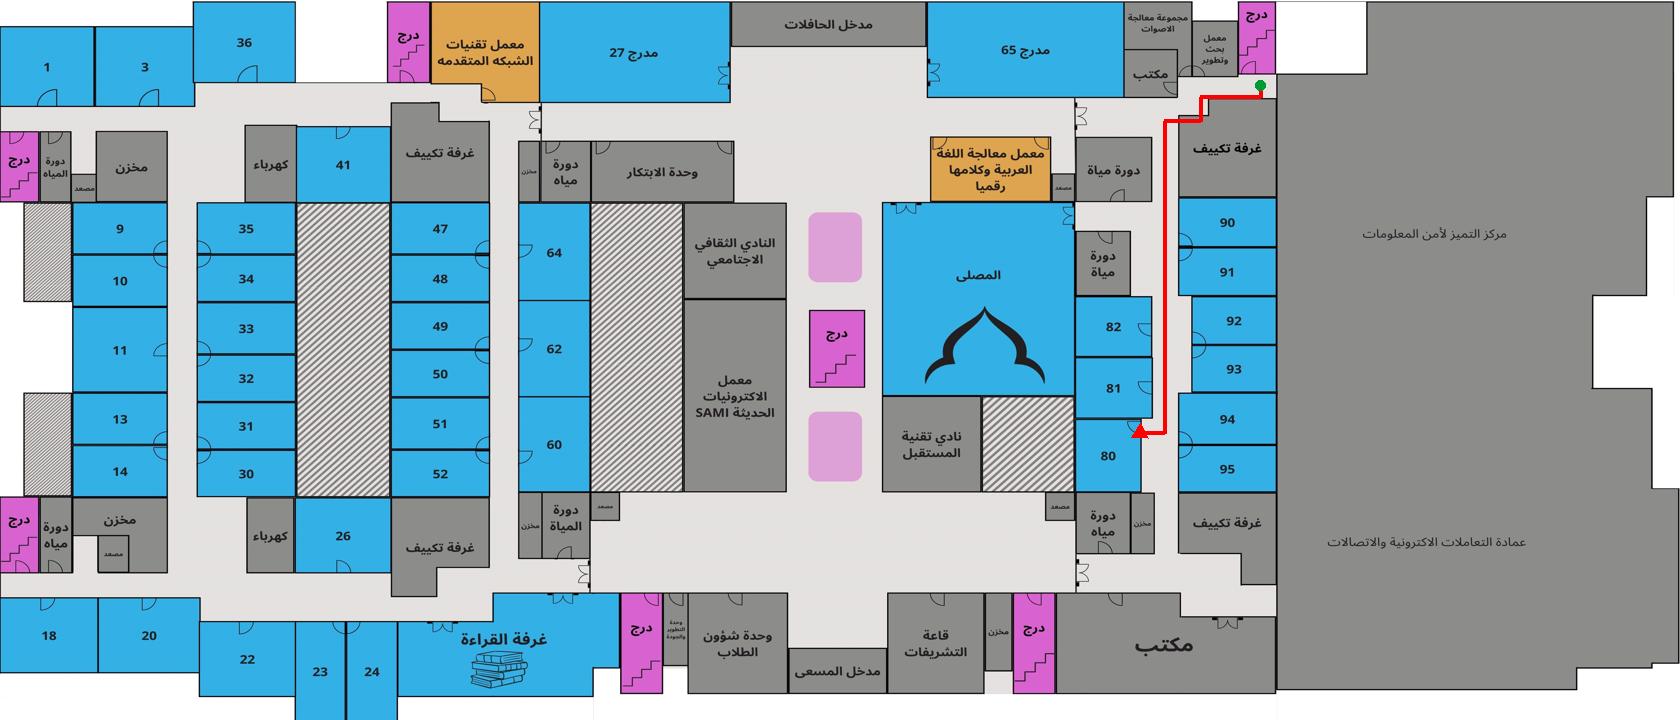 مدخل الحافلات
درج
معمل تقنيات
الشبكه المتقدمه
مدرج 27
مدرج 65
مجموعة معالجة
الاصوات
مكتب
معمل
بحث
وتطوير
درج
36
1
3
درج
دورة
المياه
مصعد
مخزن
كهرباء
41
غرفة تكييف
مخزن
دورة
مياه
وحدة الابتكار
معمل معالجة اللغة
العربية وكلامها
رقميا
مصعد
دورة مياة
غرفة تكييف
مركز التميز لأمن المعلومات
9
10
11
13
14
35
34
33
32
31
30
47
48
49
50
51
52
64
62
60
النادي الثقافي
الاجتماعي
معمل
الاكترونيات
الحديثة SAMI
درج
المصلى
نادي تقنية
المستقبل
دورة
مياة
82
81
80
90
91
92
93
94
95
درج
دورة
مياه
مخزن
مصعد
كهرباء
26
غرفة تكييف
مخزن
دورة
المياة
مصعد
مصعد
دورة
مياه
مخزن
غرفة تكييف
عمادة التعاملات الاكترونية والاتصالات
18
20
22
23
24
غرفة القراءة
درج
وحدة
التطوير
والجودة
وحدة شؤون
الطلاب
مدخل المسعى
قاعة
التشريفات
مخزن
درج
مكتب